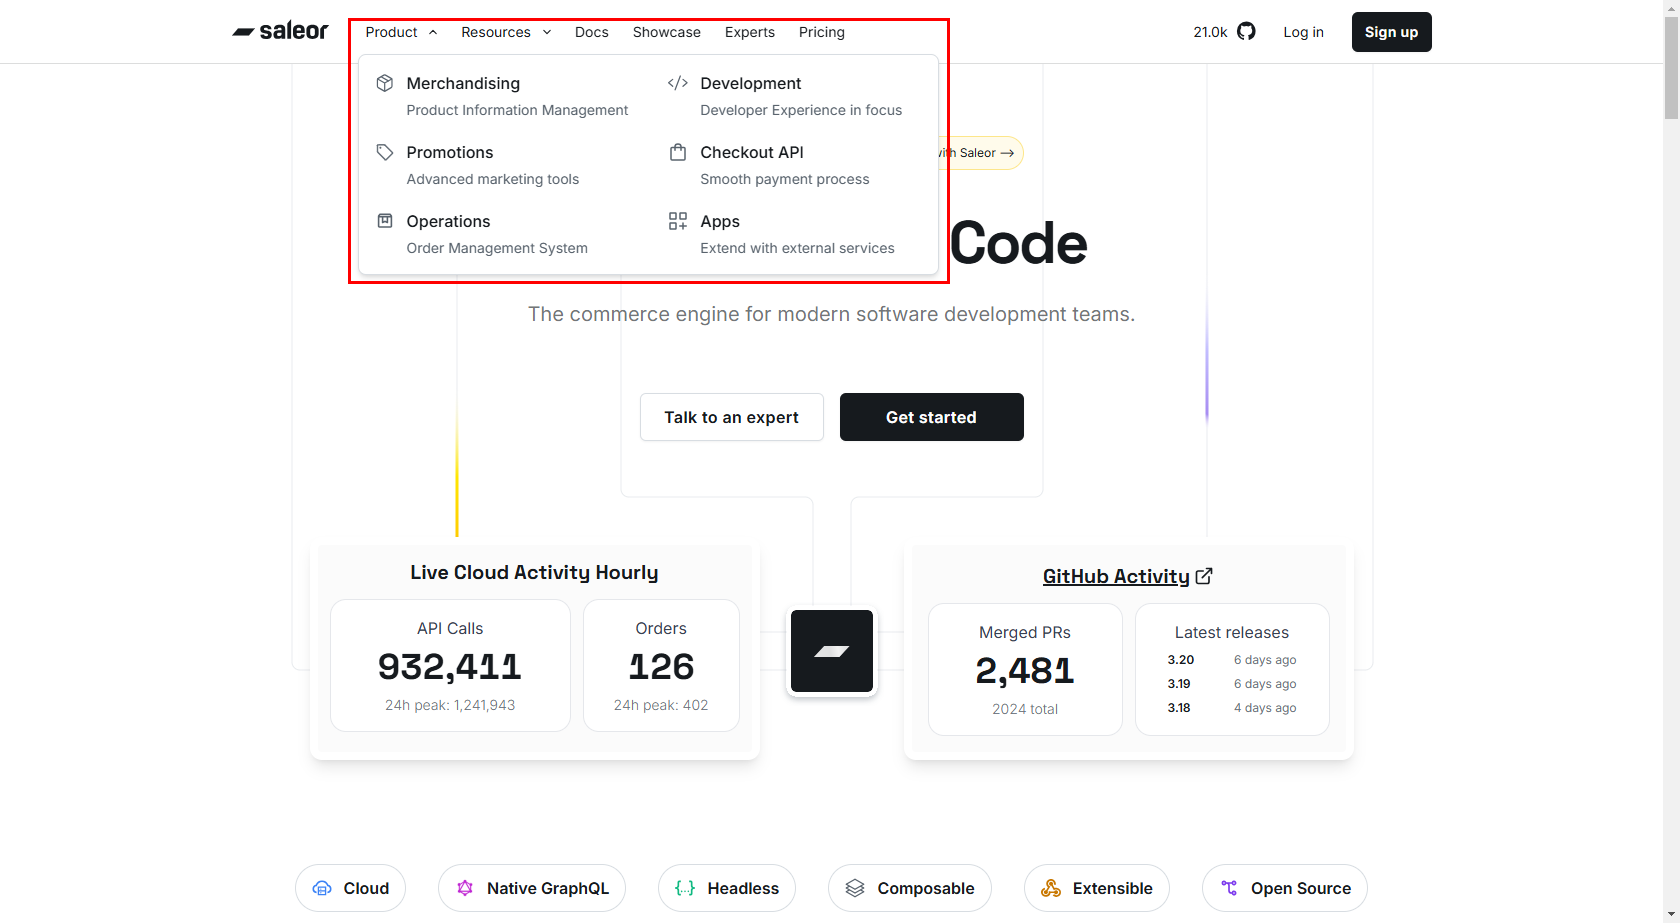 saleor Product Resources Docs Showcase Experts Pricing 21.0k Log in Sign up
Merchandising
Product Information Management
Development
Developer Experience in focus
Promotions
Advanced marketing tools
Checkout API
Smooth payment process
Operations
Order Management System
Apps
Extend with external services
with Saleor →
Code
The commerce engine for modern software development teams.
Talk to an expert
Get started
Live Cloud Activity Hourly
API Calls
932,411
24h peak: 1,241,943
Orders
126
24h peak: 402
GitHub Activity
Merged PRs
2,481
2024 total
Latest releases
3.20 6 days ago
3.19 6 days ago
3.18 4 days ago
Cloud
Native GraphQL
Headless
Composable
Extensible
Open Source